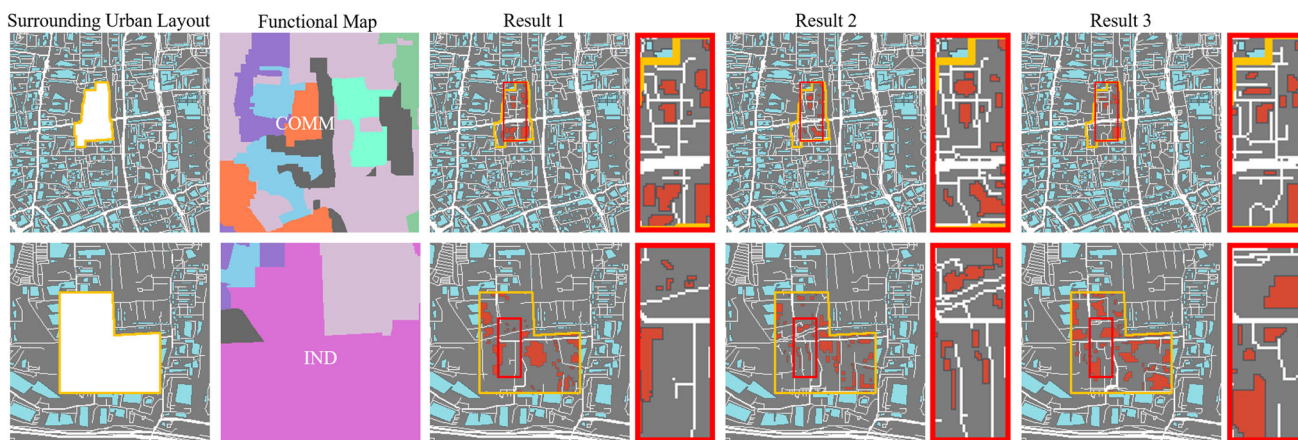 Surrounding Urban Layout
Functional Map
Result 1
Result 2
Result 3
COMM
IND